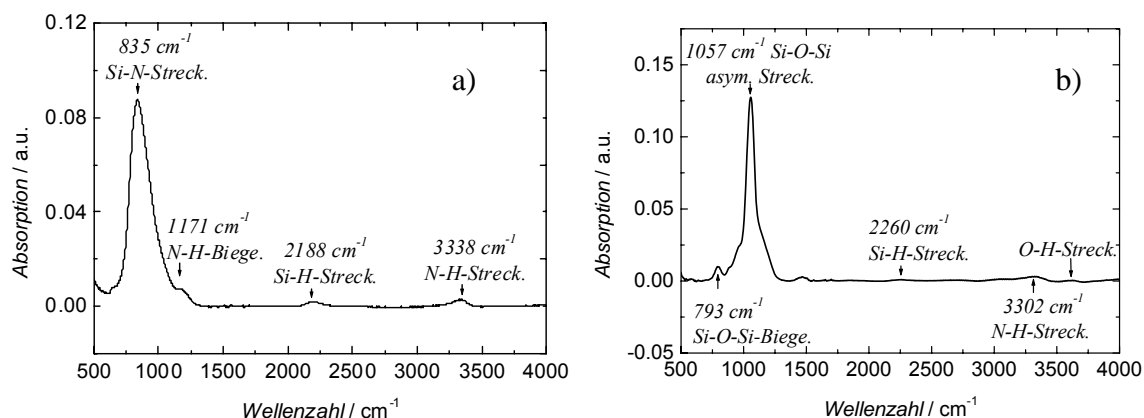 a)
0.12
0.08
0.04
0.00
Absorption / a.u.
835 cm⁻¹
Si-N-Streck.
1171 cm⁻¹
N-H-Biege.
2188 cm⁻¹
Si-H-Streck.
3338 cm⁻¹
N-H-Streck.
500 1000 1500 2000 2500 3000 3500 4000
Wellenzahl / cm⁻¹
b)
0.15
0.10
0.05
0.00
-0.05
Absorption / a.u.
1057 cm⁻¹ Si-O-Si
asym. Streck.
2260 cm⁻¹
Si-H-Streck.
O-H-Streck.
793 cm⁻¹
Si-O-Si-Biege.
3302 cm⁻¹
N-H-Streck.
500 1000 1500 2000 2500 3000 3500 4000
Wellenzahl / cm⁻¹